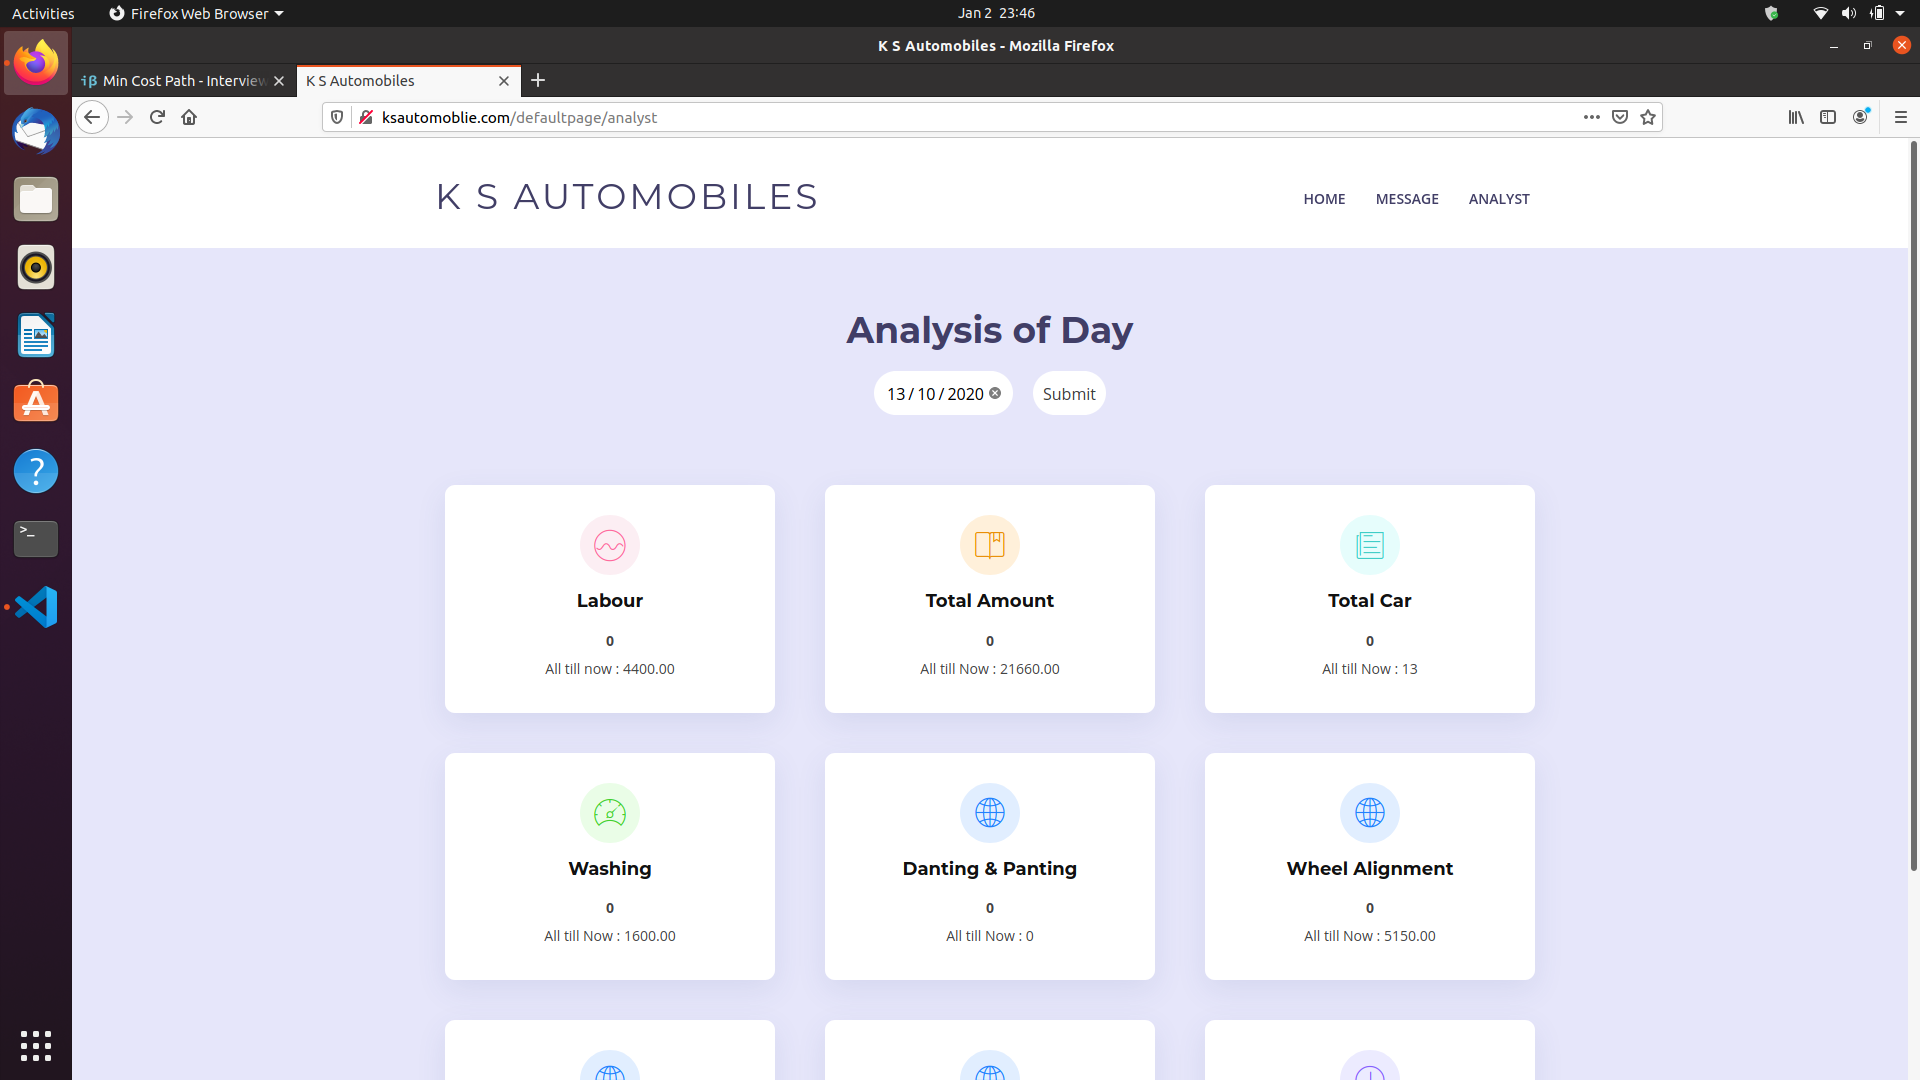 Activities Firefox Web Browser Jan 2 23:46
K S Automobiles - Mozilla Firefox
iβ Min Cost Path - Interview K S Automobiles
ksautomoblie.com/defaultpage/analyst
K S AUTOMOBILES HOME MESSAGE ANALYST
Analysis of Day
13 / 10 / 2020 Submit
Labour Total Amount Total Car
0 0 0
All till now : 4400.00 All till Now : 21660.00 All till Now : 13
Washing Danting & Panting Wheel Alignment
0 0 0
All till Now : 1600.00 All till Now : 0 All till Now : 5150.00